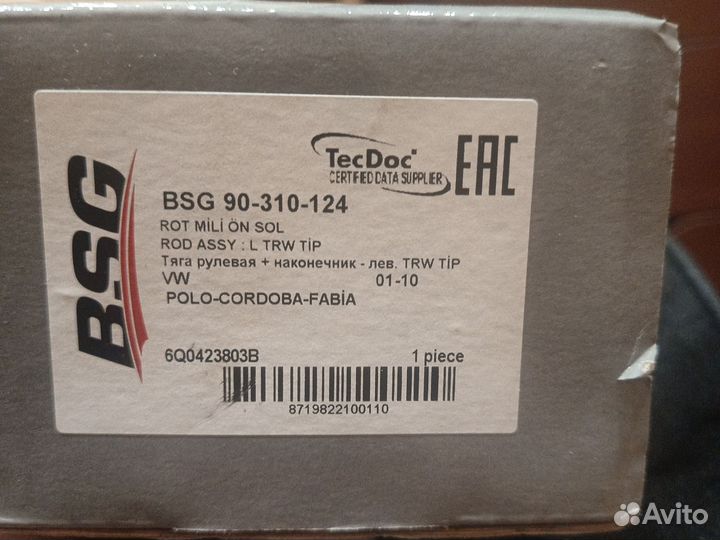 BSG
TecDoc
CERTIFIED DATA SUPPLIER
EAC
BSG 90-310-124
ROT MİLİ ÖN SOL
ROD ASSY : L TRW TİP
Тяга рулевая + наконечник - лев. TRW TİP
VW 01-10
POLO-CORDOBA-FABİA
6Q0423803B 1 piece
8719822100110
Avito